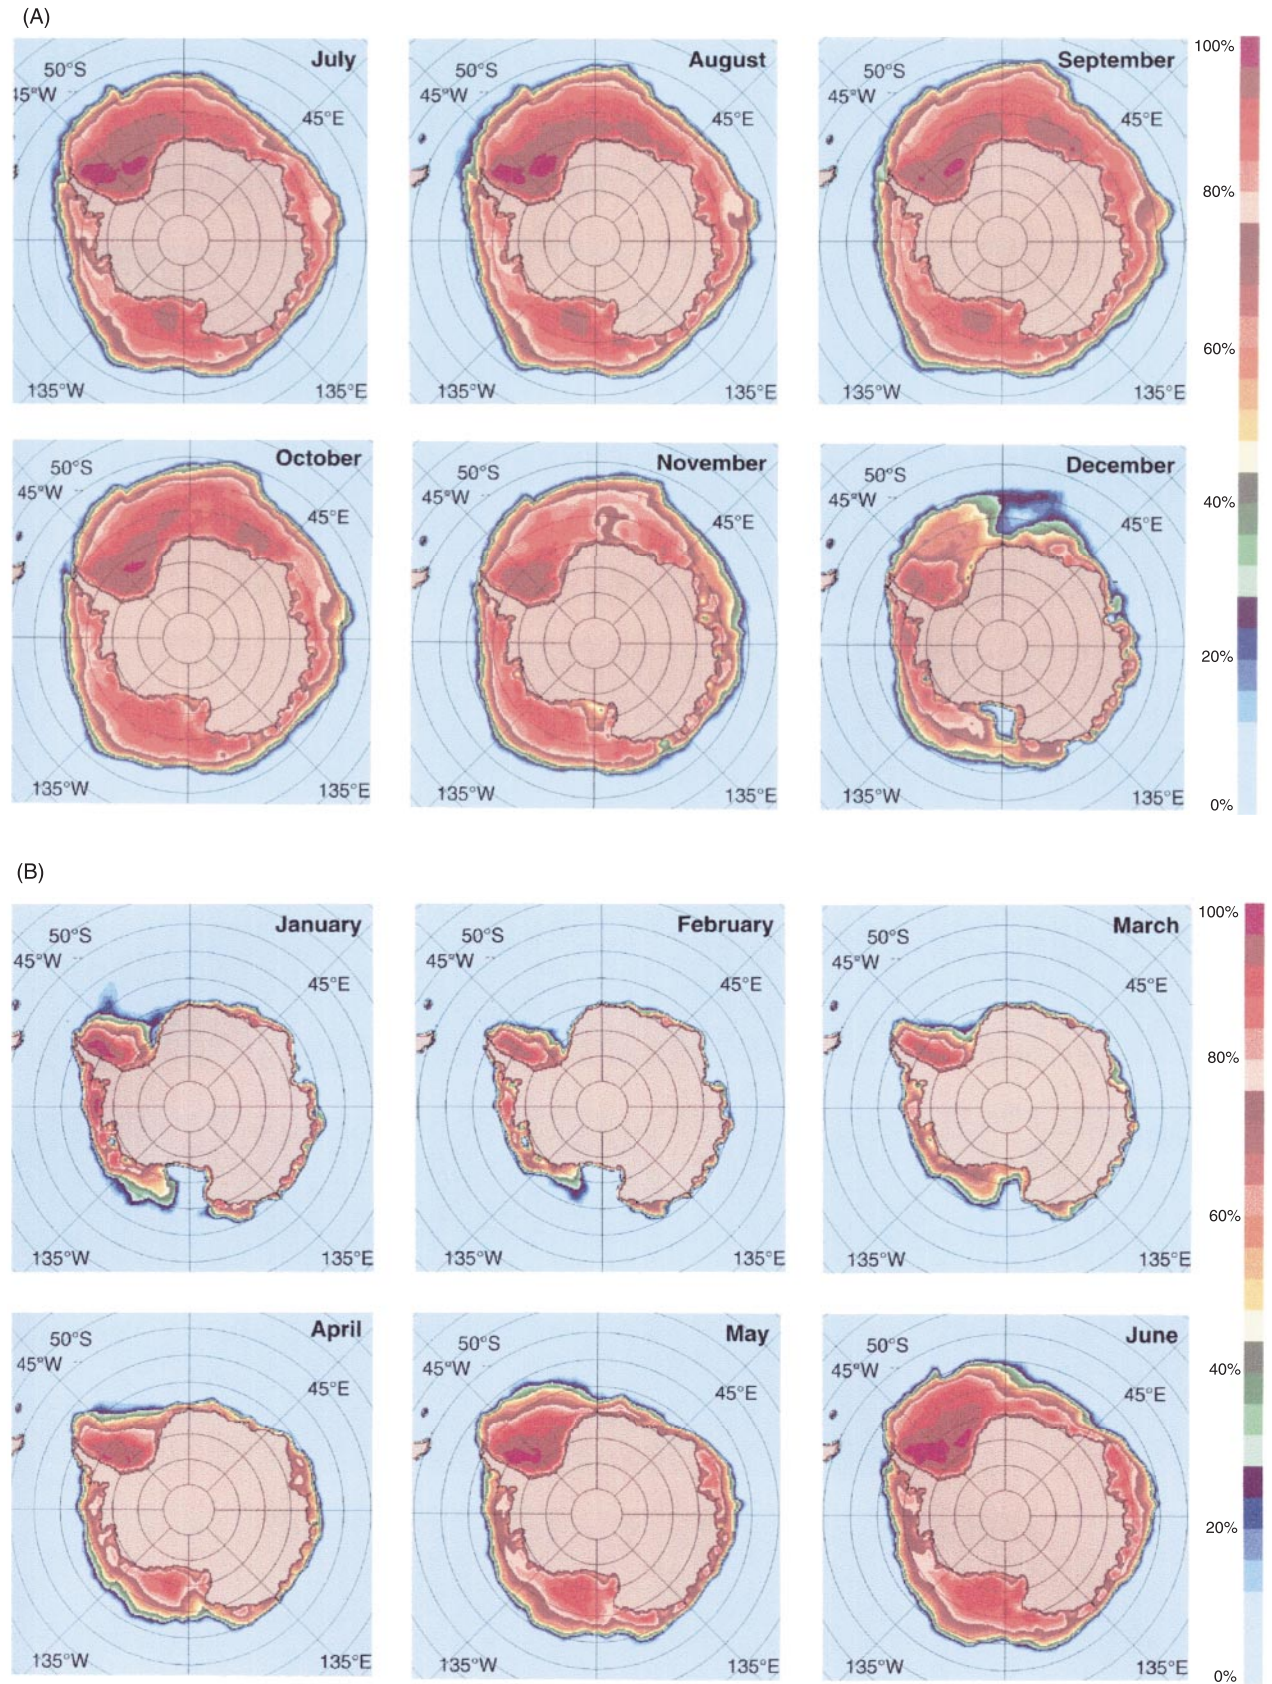 (A)
July
50°S
45°W
45°E
135°W
135°E
August
50°S
45°W
45°E
135°W
135°E
September
50°S
45°W
45°E
135°W
135°E
100%
80%
60%
40%
20%
0%
October
50°S
45°W
45°E
135°W
135°E
November
50°S
45°W
45°E
135°W
135°E
December
50°S
45°W
45°E
135°W
135°E
(B)
January
50°S
45°W
45°E
135°W
135°E
February
50°S
45°W
45°E
135°W
135°E
March
50°S
45°W
45°E
135°W
135°E
100%
80%
60%
40%
20%
0%
April
50°S
45°W
45°E
135°W
135°E
May
50°S
45°W
45°E
135°W
135°E
June
50°S
45°W
45°E
135°W
135°E